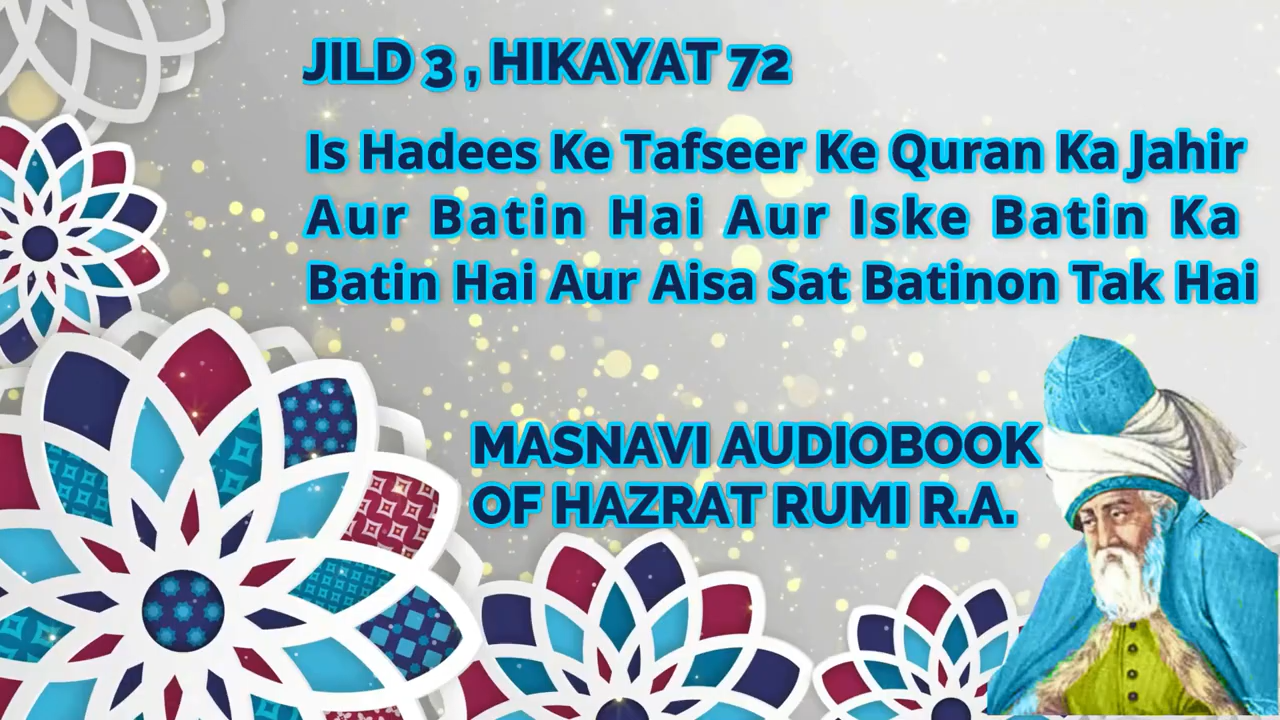 JILD 3 , HIKAYAT 72
Is Hadees Ke Tafseer Ke Quran Ka Jahir
Aur Batin Hai Aur Iske Batin Ka
Batin Hai Aur Aisa Sat Batinon Tak Hai
MASNAVI AUDIOBOOK
OF HAZRAT RUMI R.A.